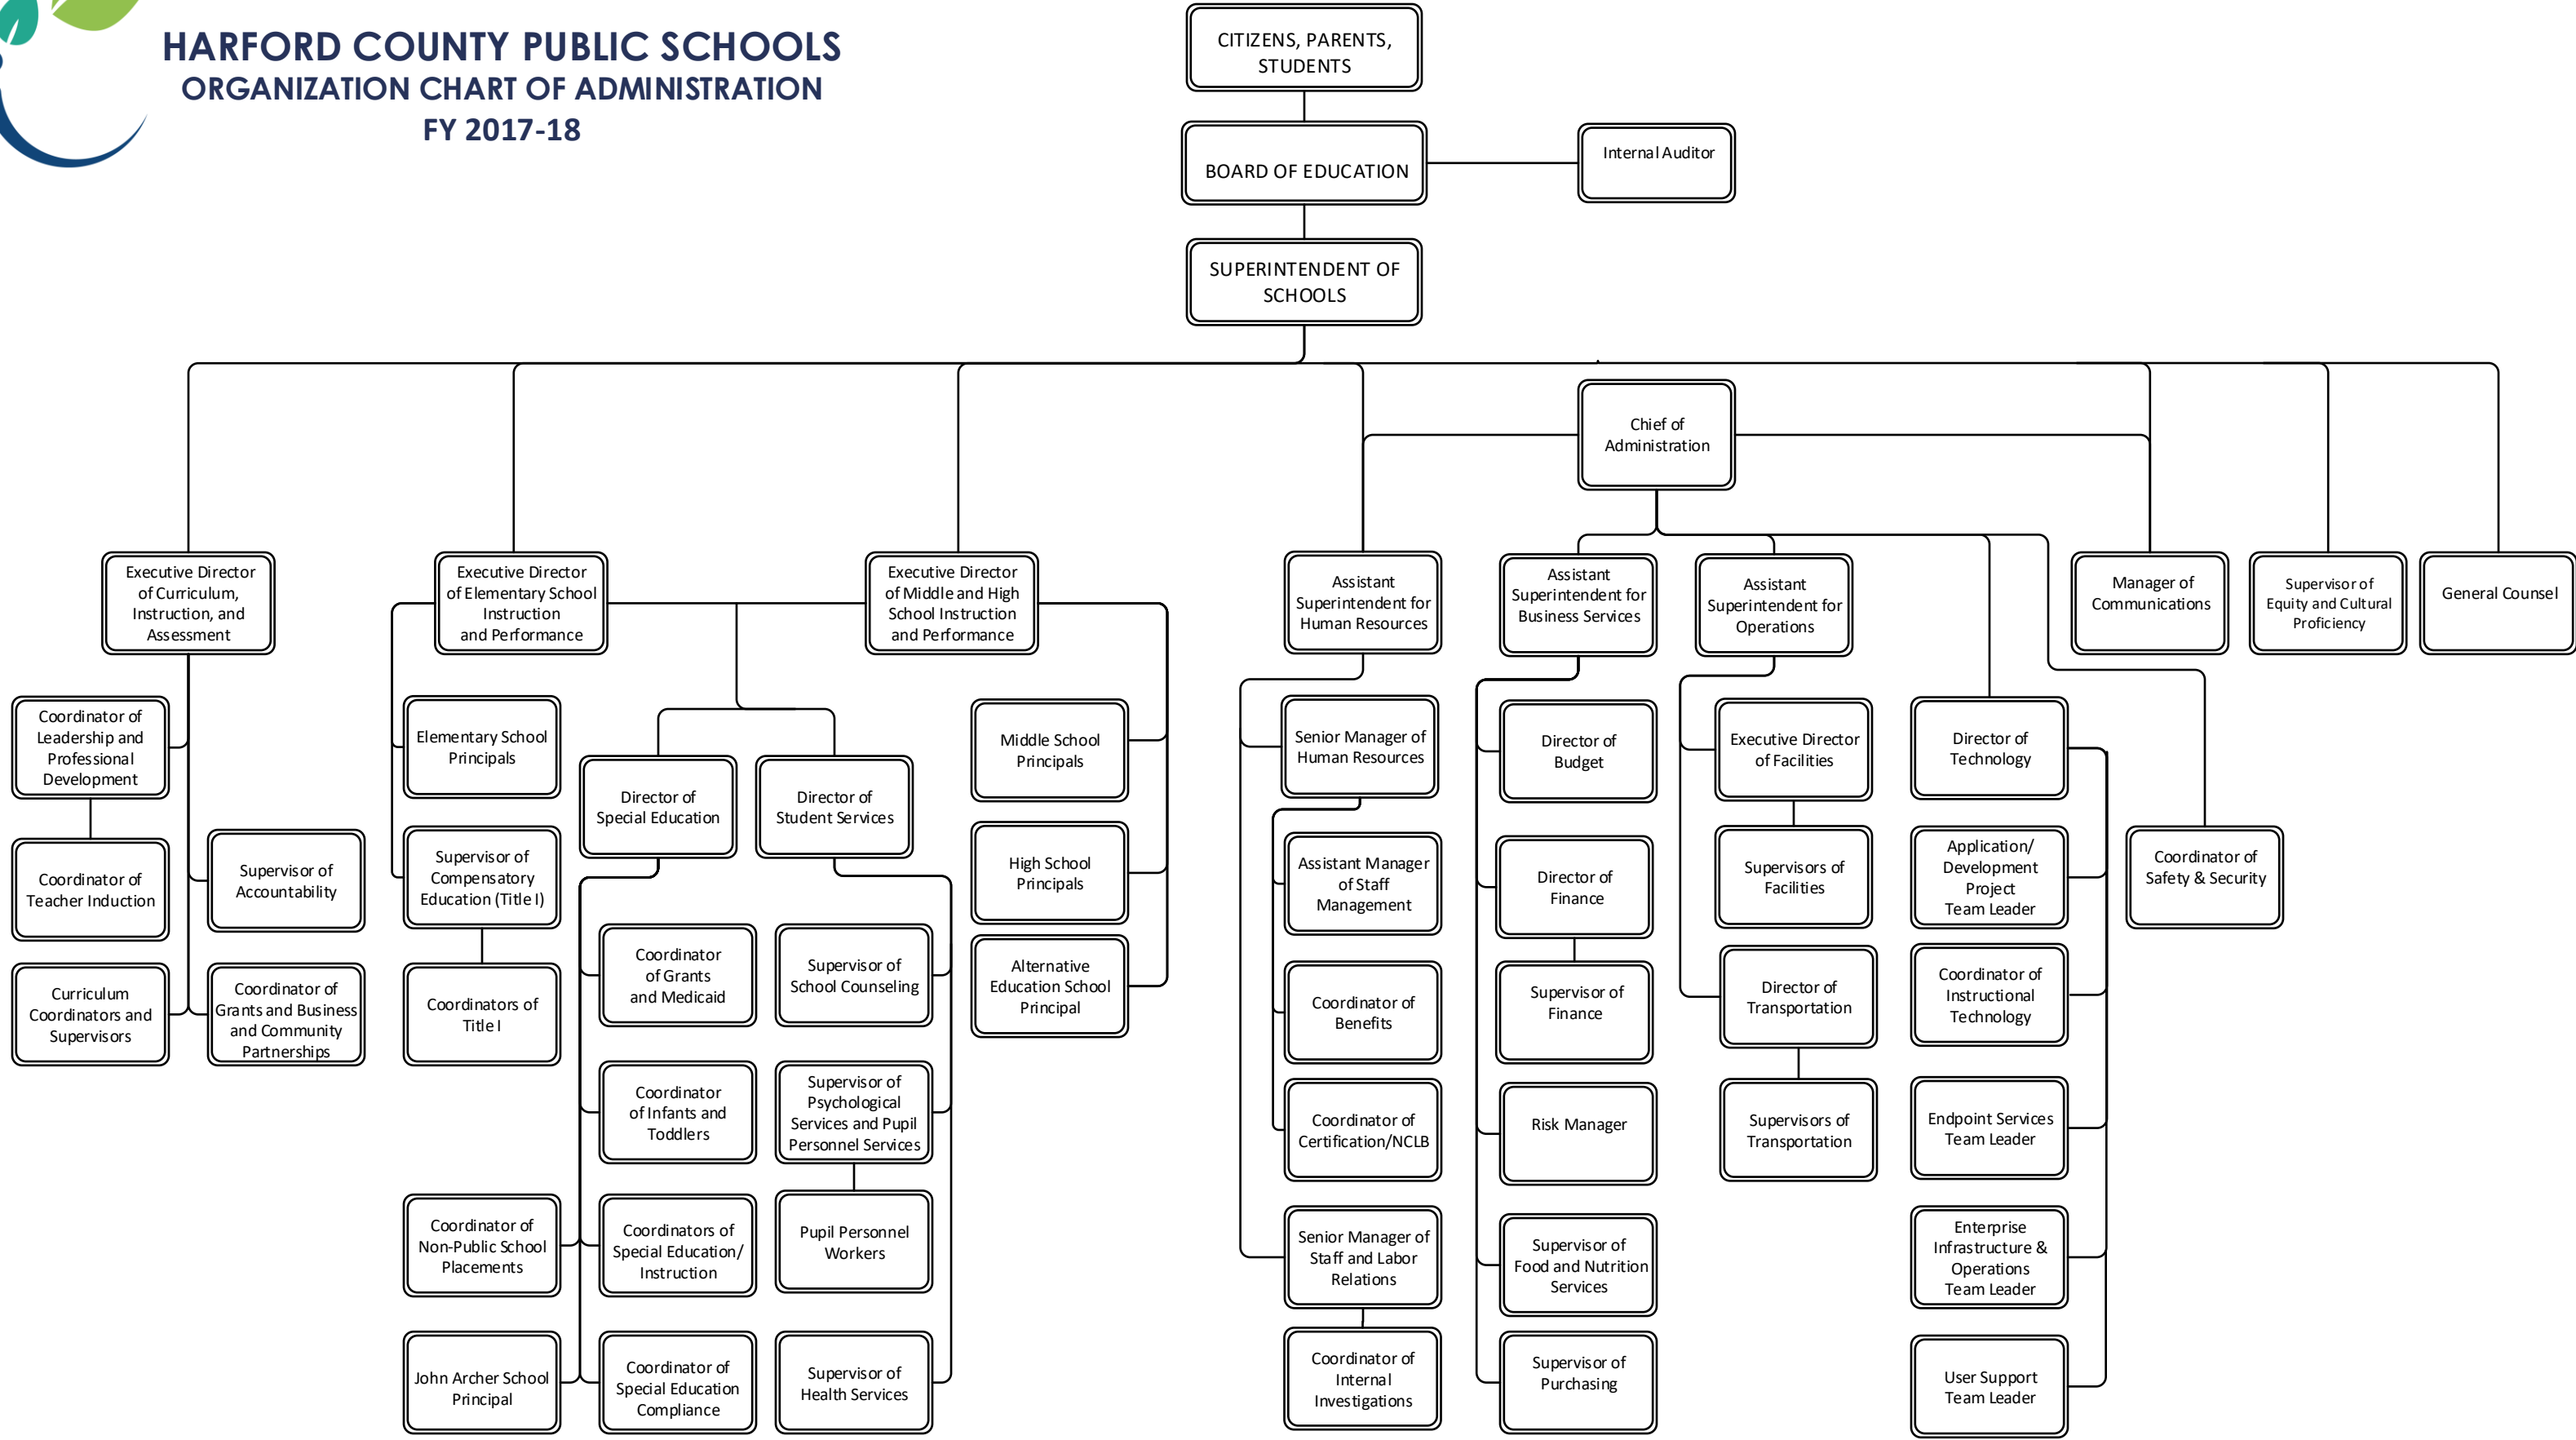 HARFORD COUNTY PUBLIC SCHOOLS
ORGANIZATION CHART OF ADMINISTRATION
FY 2017-18
CITIZENS, PARENTS,
STUDENTS
BOARD OF EDUCATION
Internal Auditor
SUPERINTENDENT OF
SCHOOLS
Chief of
Administration
Executive Director
of Curriculum,
Instruction, and
Assessment
Executive Director
of Elementary School
Instruction
and Performance
Executive Director
of Middle and High
School Instruction
and Performance
Assistant
Superintendent for
Human Resources
Assistant
Superintendent for
Business Services
Assistant
Superintendent for
Operations
Manager of
Communications
Supervisor of
Equity and Cultural
Proficiency
General Counsel
Coordinator of
Leadership and
Professional
Development
Coordinator of
Teacher Induction
Supervisor of
Accountability
Curriculum
Coordinators and
Supervisors
Coordinator of
Grants and Business
and Community
Partnerships
Elementary School
Principals
Supervisor of
Compensatory
Education (Title I)
Coordinators of
Title I
Director of
Special Education
Director of
Student Services
Coordinator
of Grants
and Medicaid
Supervisor of
School Counseling
Coordinator
of Infants and
Toddlers
Supervisor of
Psychological
Services and Pupil
Personnel Services
Coordinator of
Non-Public School
Placements
Coordinators of
Special Education/
Instruction
Pupil Personnel
Workers
John Archer School
Principal
Coordinator of
Special Education
Compliance
Supervisor of
Health Services
Middle School
Principals
High School
Principals
Alternative
Education School
Principal
Senior Manager of
Human Resources
Assistant Manager
of Staff
Management
Coordinator of
Benefits
Coordinator of
Certification/NCLB
Senior Manager of
Staff and Labor
Relations
Coordinator of
Internal
Investigations
Director of
Budget
Director of
Finance
Supervisor of
Finance
Risk Manager
Supervisor of
Food and Nutrition
Services
Supervisor of
Purchasing
Executive Director
of Facilities
Supervisors of
Facilities
Director of
Transportation
Supervisors of
Transportation
Director of
Technology
Application/
Development
Project
Team Leader
Coordinator of
Instructional
Technology
Endpoint Services
Team Leader
Enterprise
Infrastructure &
Operations
Team Leader
User Support
Team Leader
Coordinator of
Safety & Security